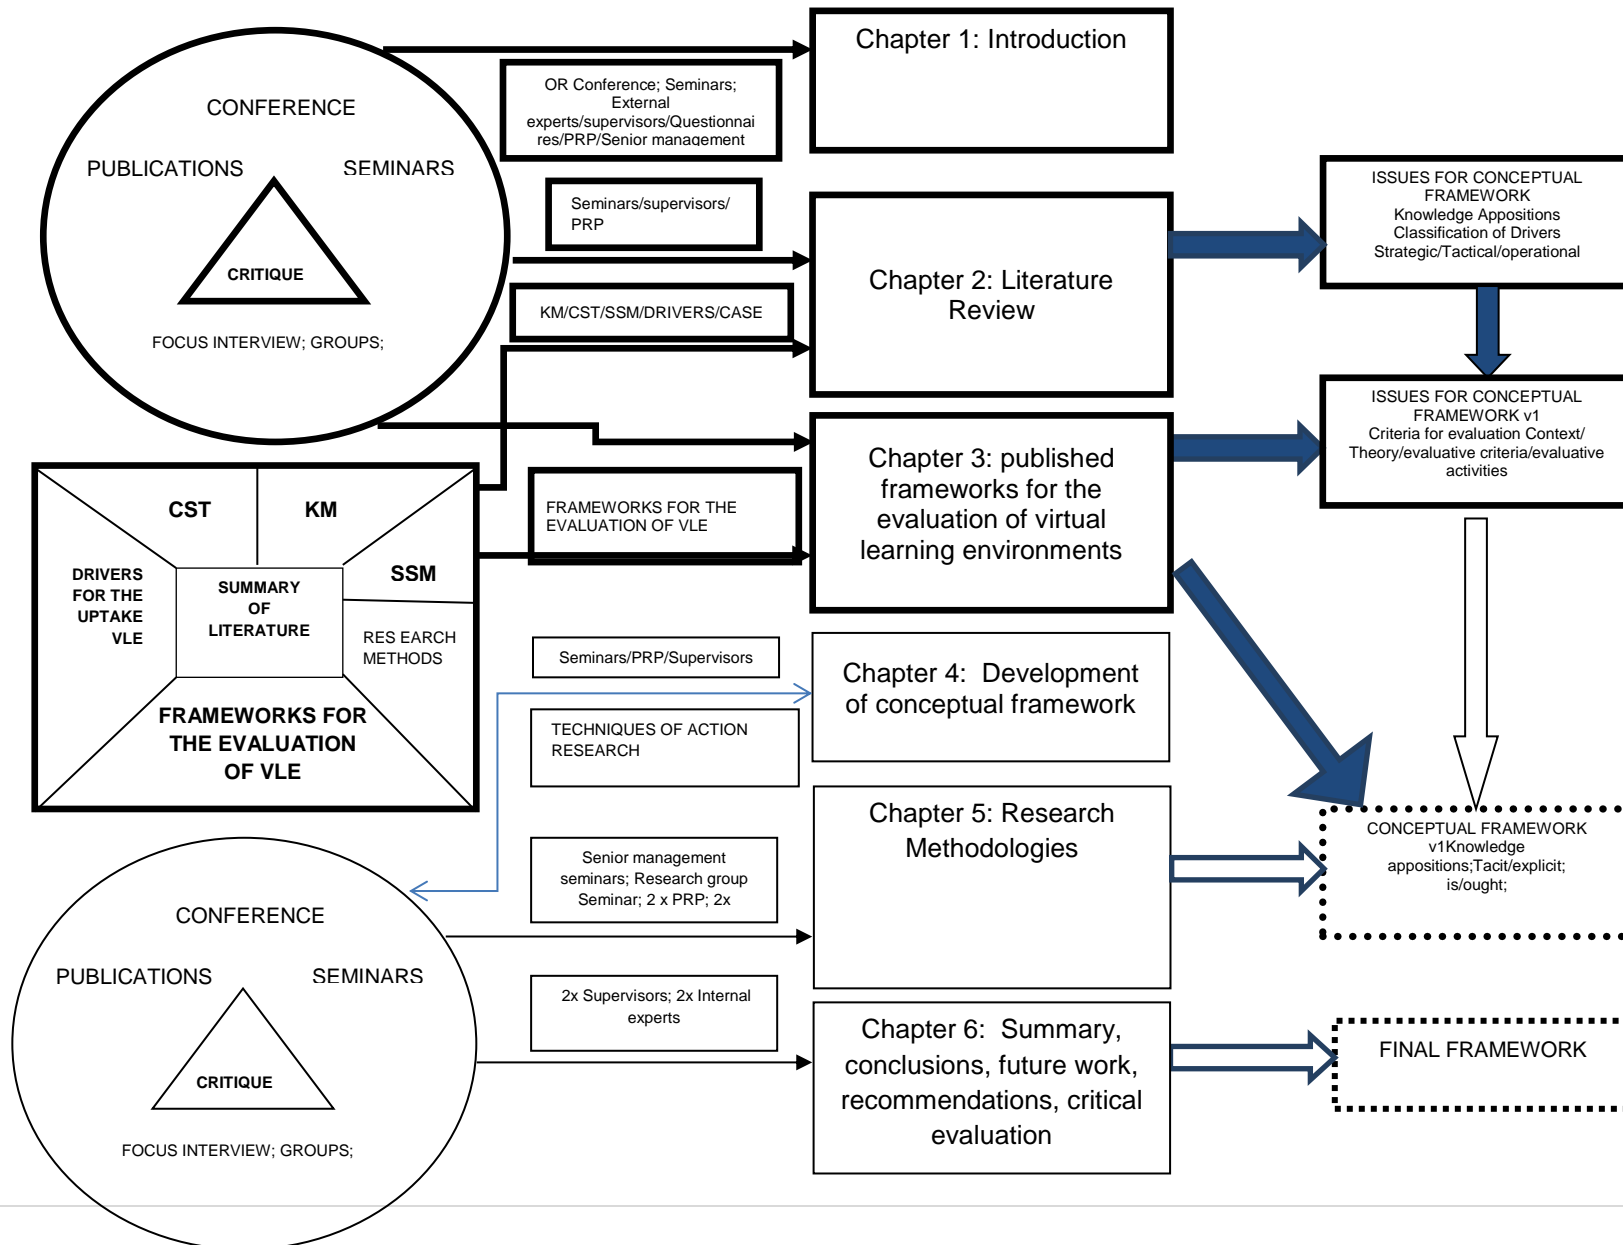 CONFERENCE
PUBLICATIONS
SEMINARS
CRITIQUE
FOCUS INTERVIEW; GROUPS;
OR Conference; Seminars;
External
experts/supervisors/Questionnai
res/PRP/Senior management
Seminars/supervisors/
PRP
KM/CST/SSM/DRIVERS/CASE
Chapter 1: Introduction
Chapter 2: Literature
Review
ISSUES FOR CONCEPTUAL
FRAMEWORK
Knowledge Appositions
Classification of Drivers
Strategic/Tactical/operational
ISSUES FOR CONCEPTUAL
FRAMEWORK v1
Criteria for evaluation Context/
Theory/evaluative criteria/evaluative
activities
Chapter 3: published
frameworks for the
evaluation of virtual
learning environments
FRAMEWORKS FOR THE
EVALUATION OF VLE
CST
KM
SSM
DRIVERS
FOR THE
UPTAKE
VLE
SUMMARY
OF
LITERATURE
RES EARCH
METHODS
FRAMEWORKS FOR
THE EVALUATION
OF VLE
Seminars/PRP/Supervisors
TECHNIQUES OF ACTION
RESEARCH
Chapter 4:  Development
of conceptual framework
Senior management
seminars; Research group
Seminar; 2 x PRP; 2x
Chapter 5: Research
Methodologies
CONCEPTUAL FRAMEWORK
v1Knowledge
appositions;Tacit/explicit;
is/ought;
CONFERENCE
PUBLICATIONS
SEMINARS
CRITIQUE
FOCUS INTERVIEW; GROUPS;
2x Supervisors; 2x Internal
experts
Chapter 6:  Summary,
conclusions, future work,
recommendations, critical
evaluation
FINAL FRAMEWORK